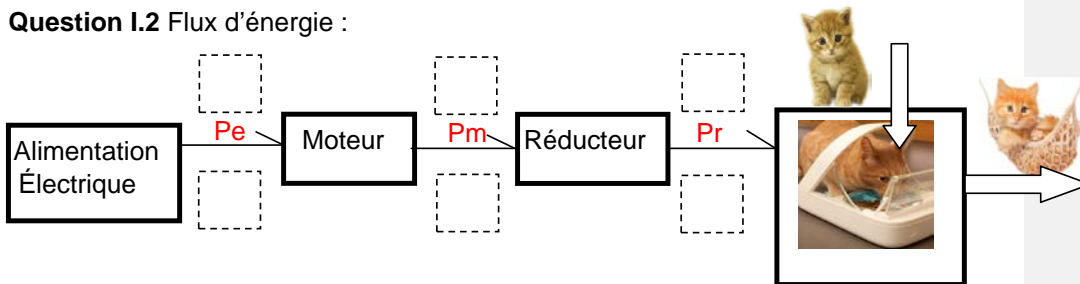 Question I.2 Flux d'énergie :
Pe
Pm
Pr
Moteur
Réducteur
Alimentation
Électrique